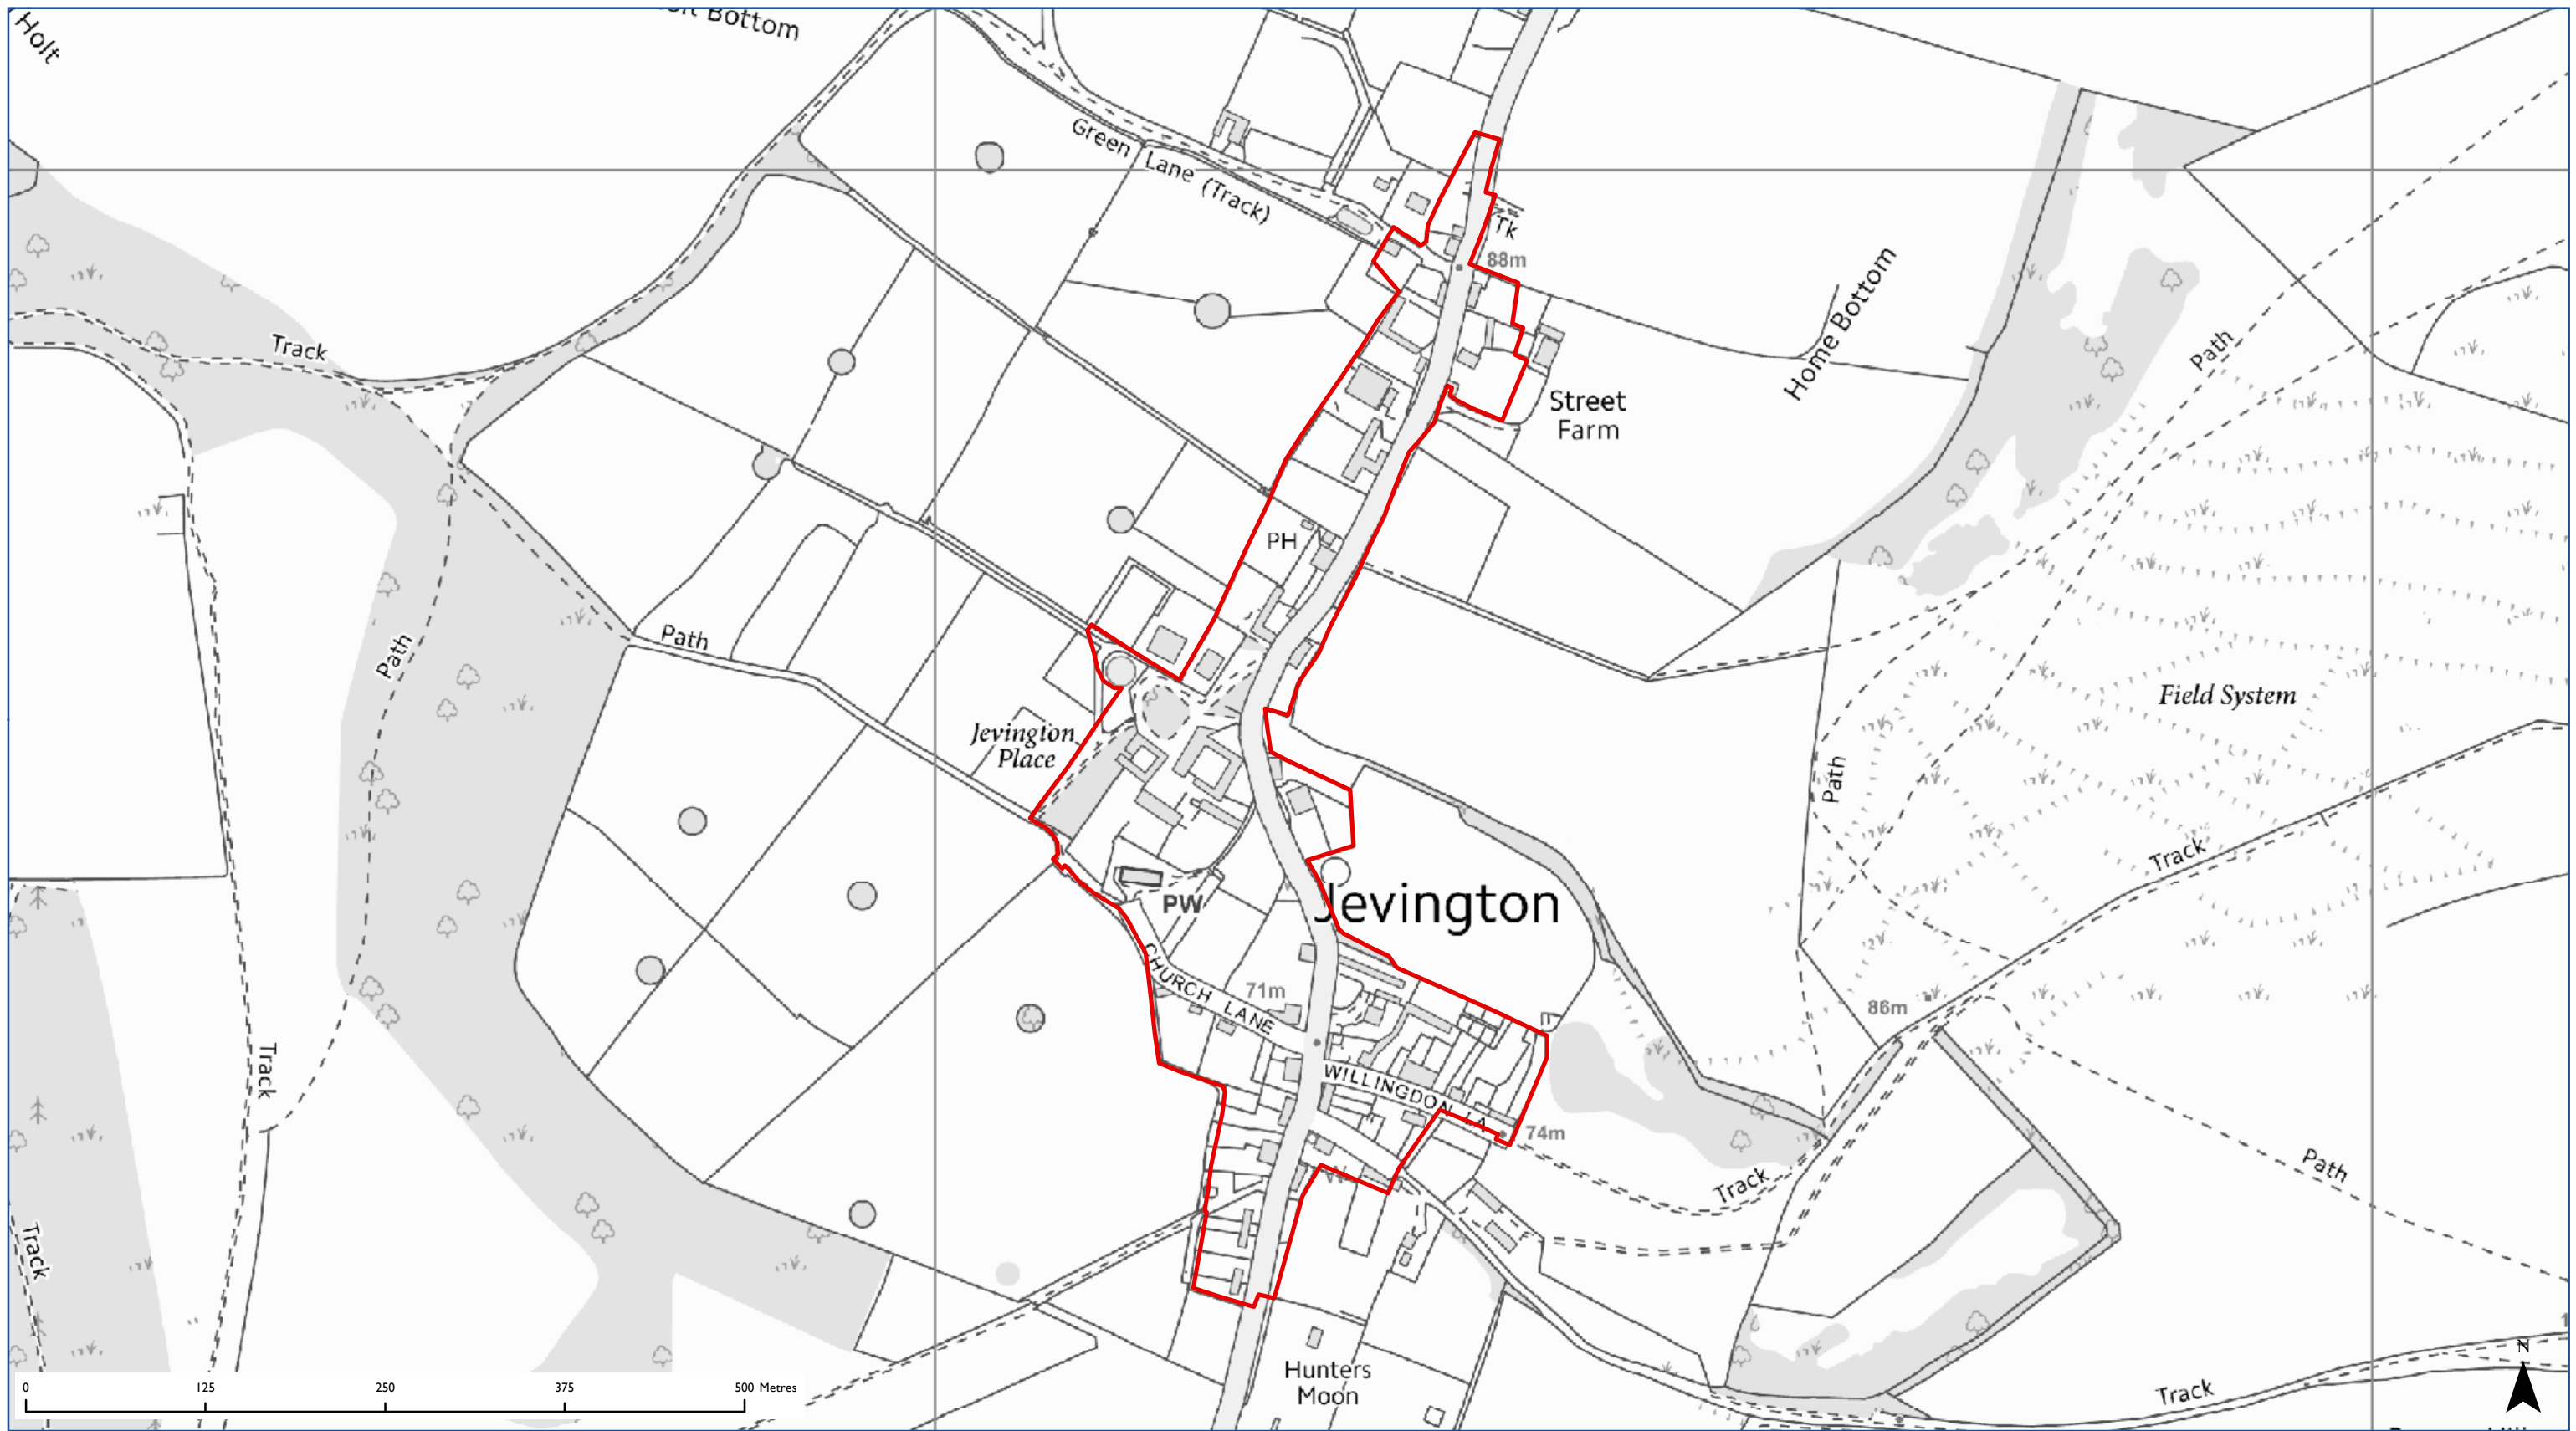 Holt
Bottom
Green Lane (Track)
Tk
88m
Home Bottom
Path
Track
Street
Farm
PH
Path
Path
Field System
Jevington
Place
Path
Track
PW
Jevington
CHURCH LANE
71m
86m
WILLINGDON LA
74m
Track
Track
Path
Track
Hunters
Moon
Track
0 125 250 375 500 Metres
N